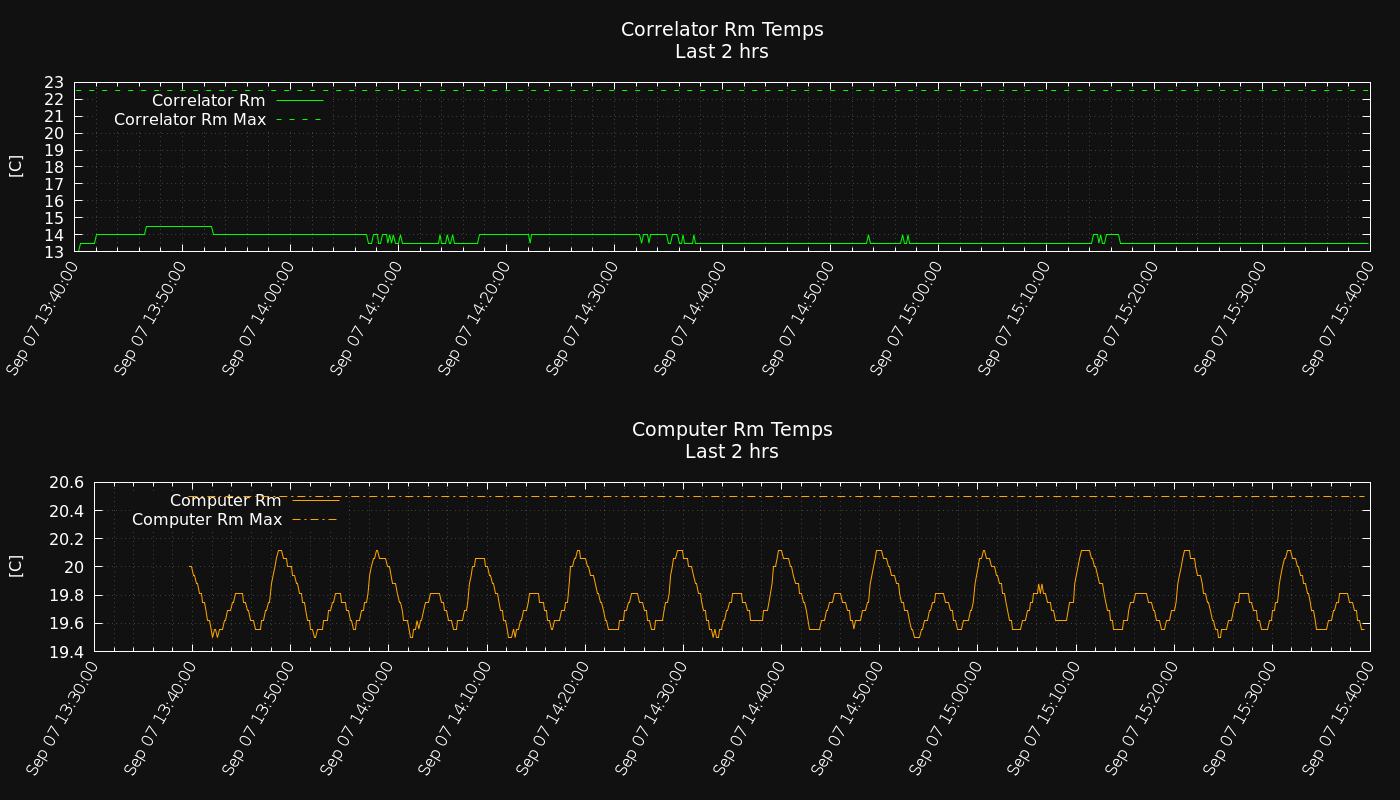 Correlator Rm Temps
Last 2 hrs
Correlator Rm
Correlator Rm Max
[C]
23
22
21
20
19
18
17
16
15
14
13
Sep 07 13:40:00
Sep 07 13:50:00
Sep 07 14:00:00
Sep 07 14:10:00
Sep 07 14:20:00
Sep 07 14:30:00
Sep 07 14:40:00
Sep 07 14:50:00
Sep 07 15:00:00
Sep 07 15:10:00
Sep 07 15:20:00
Sep 07 15:30:00
Sep 07 15:40:00
Computer Rm Temps
Last 2 hrs
Computer Rm
Computer Rm Max
[C]
20.6
20.4
20.2
20
19.8
19.6
19.4
Sep 07 13:30:00
Sep 07 13:40:00
Sep 07 13:50:00
Sep 07 14:00:00
Sep 07 14:10:00
Sep 07 14:20:00
Sep 07 14:30:00
Sep 07 14:40:00
Sep 07 14:50:00
Sep 07 15:00:00
Sep 07 15:10:00
Sep 07 15:20:00
Sep 07 15:30:00
Sep 07 15:40:00